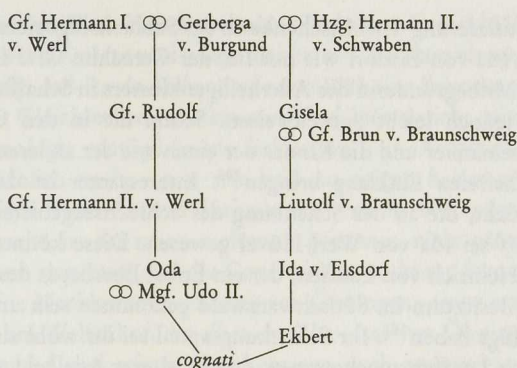 Gf. Hermann I. ⚭ Gerberga ⚭ Hzg. Hermann II.
v. Werl v. Burgund v. Schwaben
Gf. Rudolf Gisela
⚭ Gf. Brun v. Braunschweig
Gf. Hermann II. v. Werl Liutolf v. Braunschweig
Oda Ida v. Elsdorf
⚭ Mgf. Udo II.
Ekbert
cognati